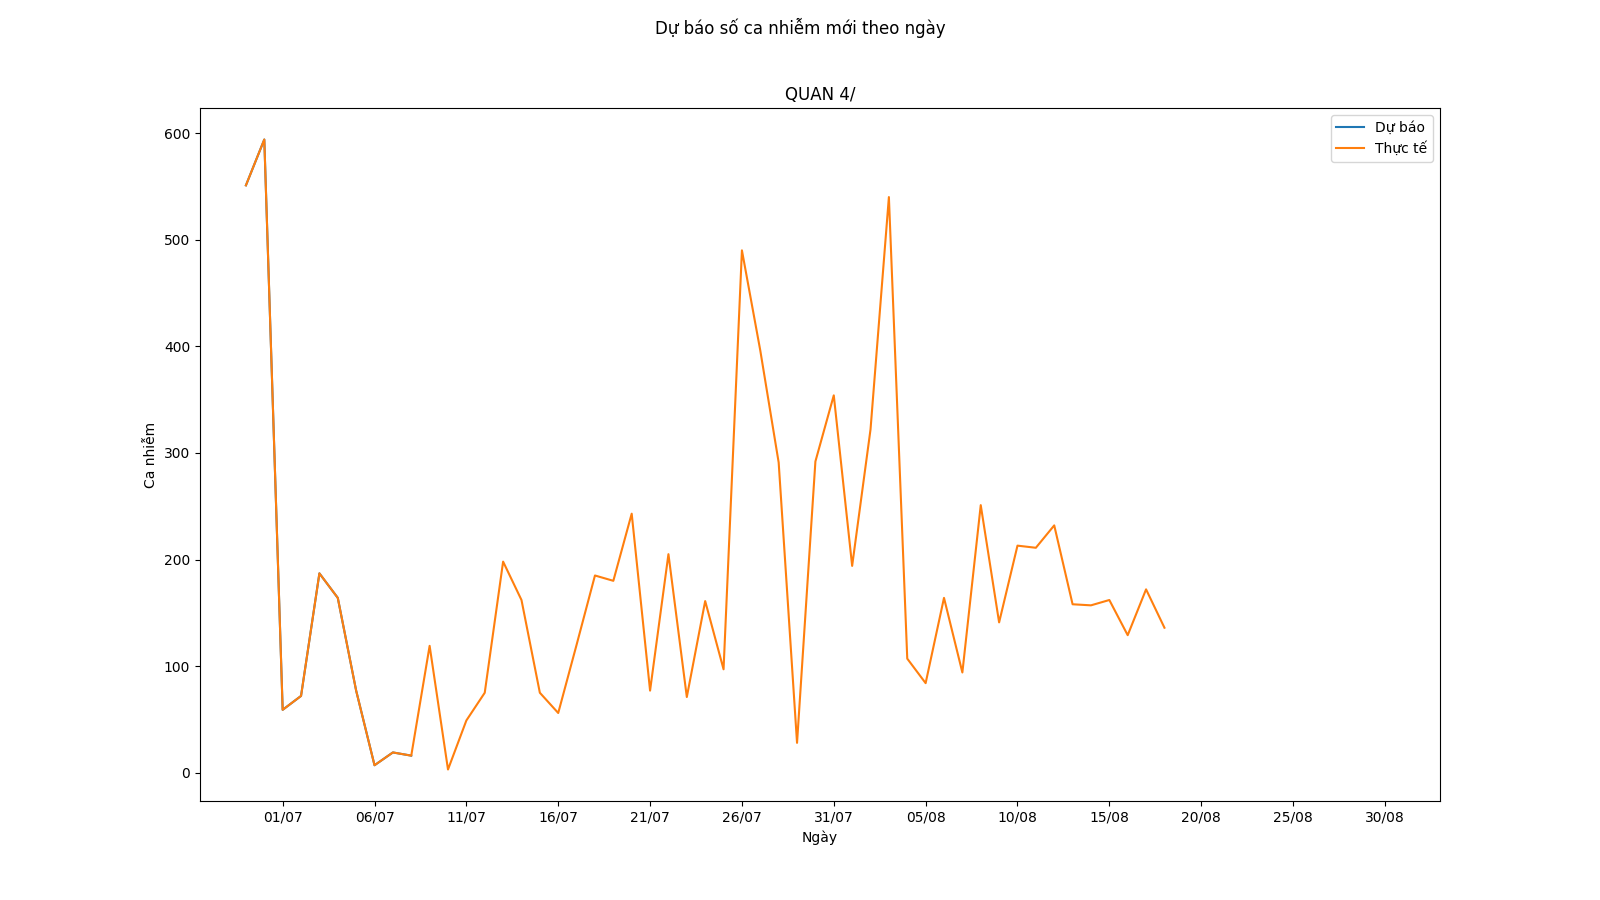 Dự báo số ca nhiễm mới theo ngày
QUAN 4/
Dự báo
Thực tế
600
500
400
300
200
100
0
Ca nhiễm
01/07 06/07 11/07 16/07 21/07 26/07 31/07 05/08 10/08 15/08 20/08 25/08 30/08
Ngày